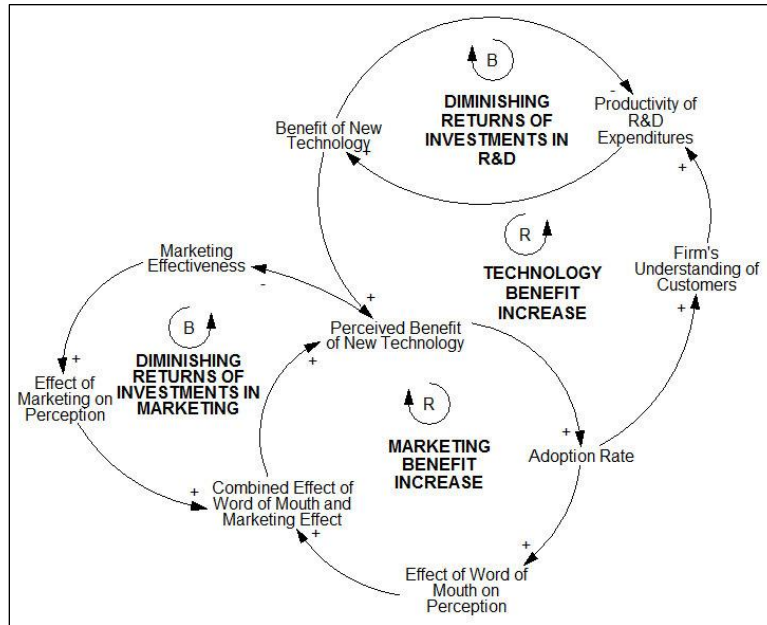 B
DIMINISHING
RETURNS OF
INVESTMENTS IN
R&D
-
Productivity of
R&D
Expenditures
+
Benefit of New
Technology
+
R
TECHNOLOGY
BENEFIT
INCREASE
Firm's
Understanding of
Customers
+
Marketing
Effectiveness
-
+
Perceived Benefit
of New Technology
+
B
DIMINISHING
RETURNS OF
INVESTMENTS IN
MARKETING
+
Effect of
Marketing on
Perception
R
MARKETING
BENEFIT
INCREASE
+
Adoption Rate
+
Combined Effect of
Word of Mouth and
Marketing Effect
+
+
Effect of Word of
Mouth on
Perception